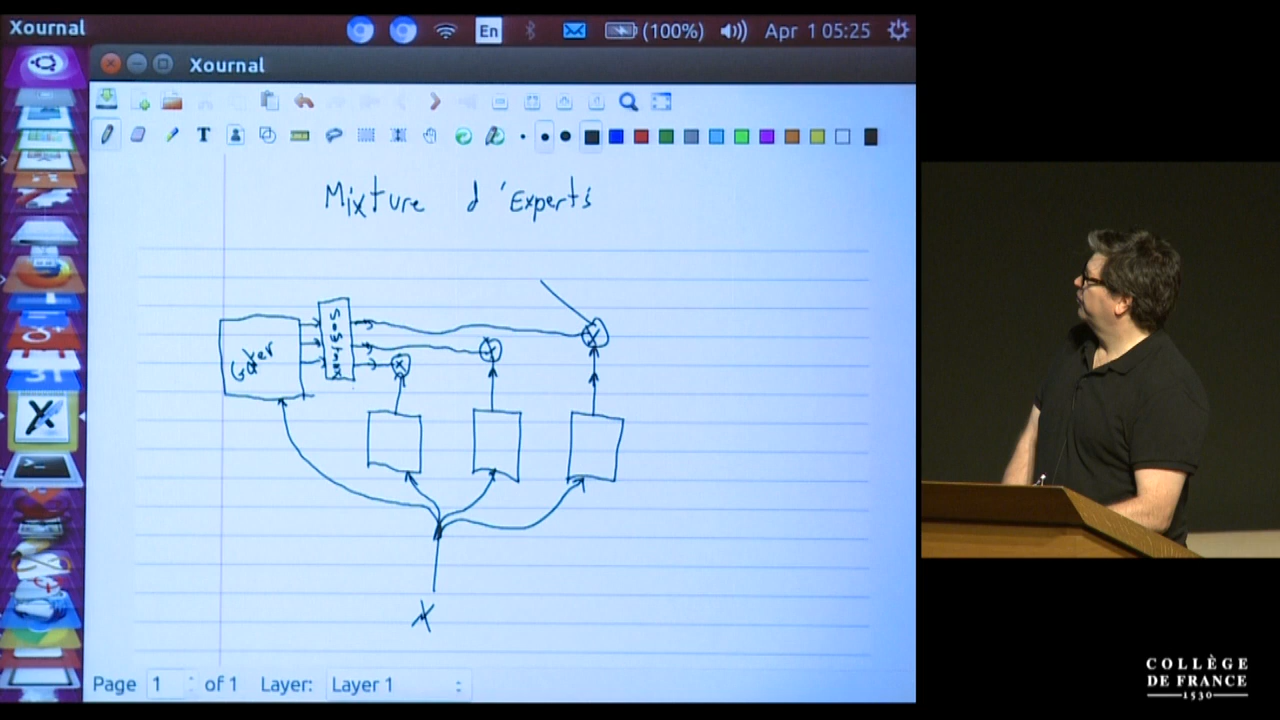 Xournal
En
(100%)
Apr 1 05:25
Xournal
T
Mixture d'Experts
Gater
Softmax
X
Page 1 of 1 Layer: Layer 1
COLLÈGE
DE FRANCE
1530